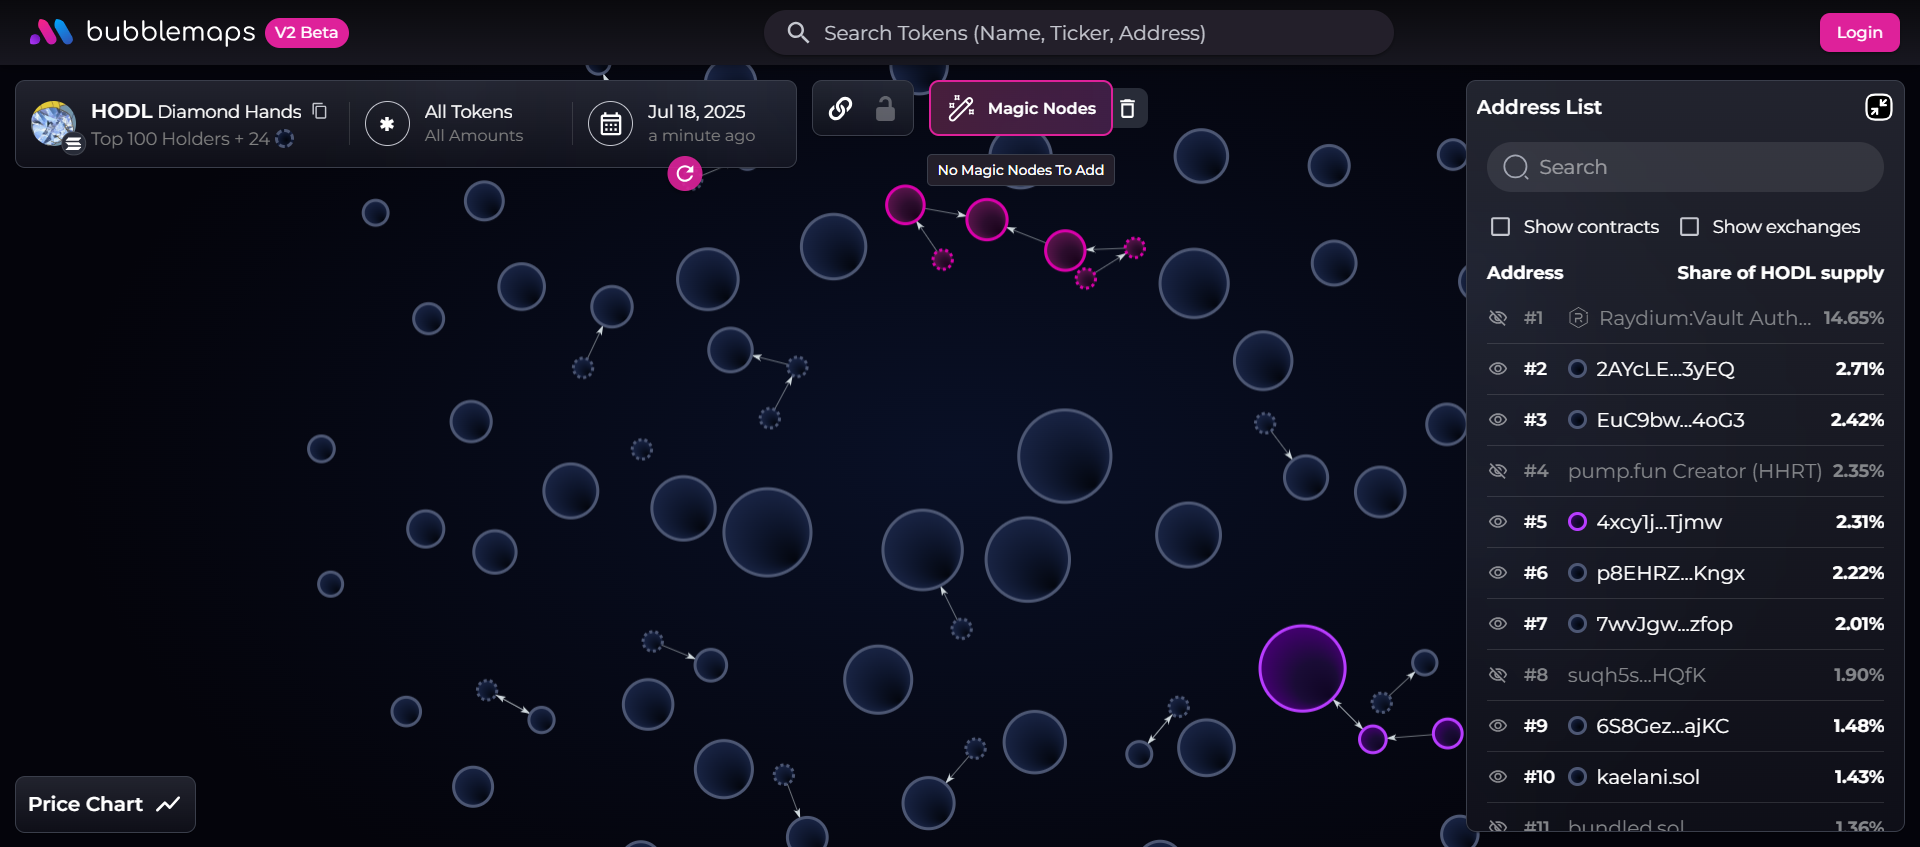 bubblemaps V2 Beta
Search Tokens (Name, Ticker, Address)
Login
HODL Diamond Hands
Top 100 Holders + 24
All Tokens
All Amounts
Jul 18, 2025
a minute ago
Magic Nodes
No Magic Nodes To Add
Address List
Search
Show contracts
Show exchanges
Address Share of HODL supply
#1 Raydium:Vault Auth... 14.65%
#2 2AYcLE...3yEQ 2.71%
#3 EuC9bw...4oG3 2.42%
#4 pump.fun Creator (HHRT) 2.35%
#5 4xcy1j...Tjmw 2.31%
#6 p8EHRZ...Kngx 2.22%
#7 7wvJgw...zfop 2.01%
#8 suqh5s...HQfK 1.90%
#9 6S8Gez...ajKC 1.48%
#10 kaelani.sol 1.43%
#11 bundled.sol 1.36%
Price Chart